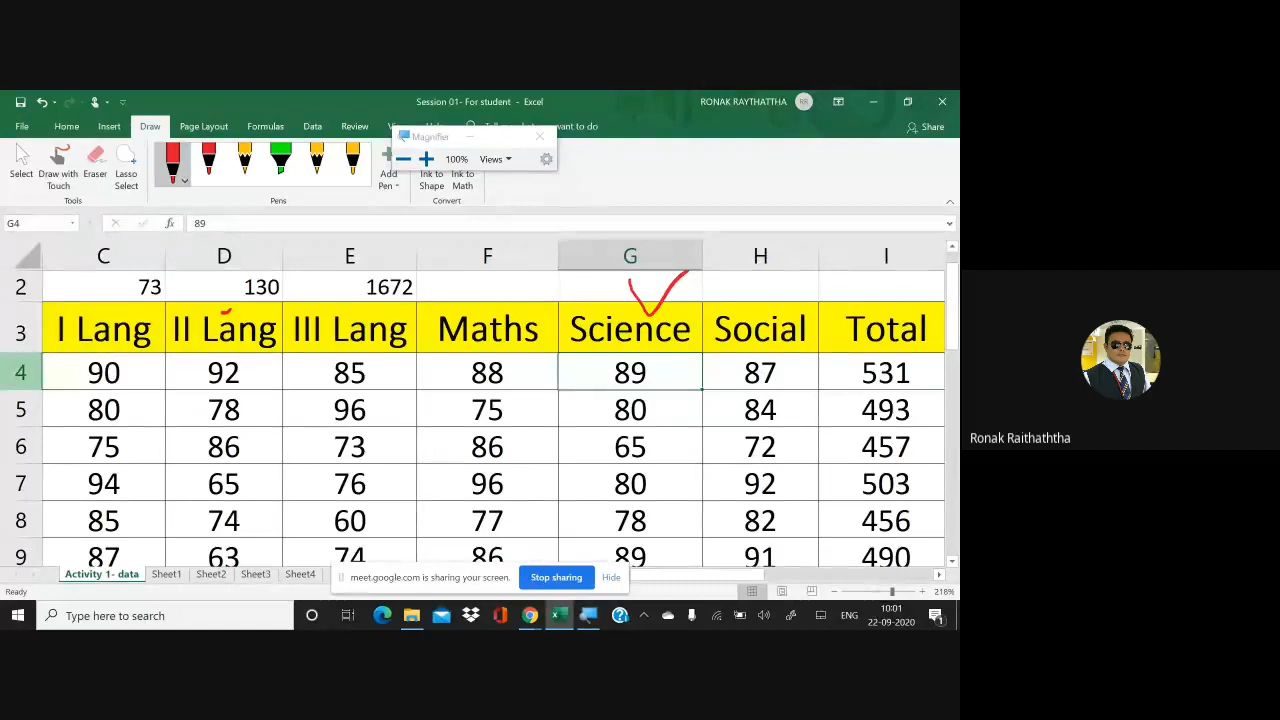 Session 01- For student - Excel
RONAK RAYTHATTHA RR
File Home Insert Draw Page Layout Formulas Data Review
want to do
Share
Magnifier
100% Views
Select Draw with Touch Eraser Lasso Select
Add Pen
Ink to Shape Ink to Math
Tools Pens Convert
G4 fx 89
C D E F G H I
2 73 130 1672
3 I Lang II Lang III Lang Maths Science Social Total
4 90 92 85 88 89 87 531
5 80 78 96 75 80 84 493
6 75 86 73 86 65 72 457
7 94 65 76 96 80 92 503
8 85 74 60 77 78 82 456
9 87 63 74 86 89 91 490
Activity 1- data Sheet1 Sheet2 Sheet3 Sheet4
meet.google.com is sharing your screen. Stop sharing Hide
Ready
218%
Type here to search
ENG
10:01
22-09-2020
1
Ronak Raithaththa